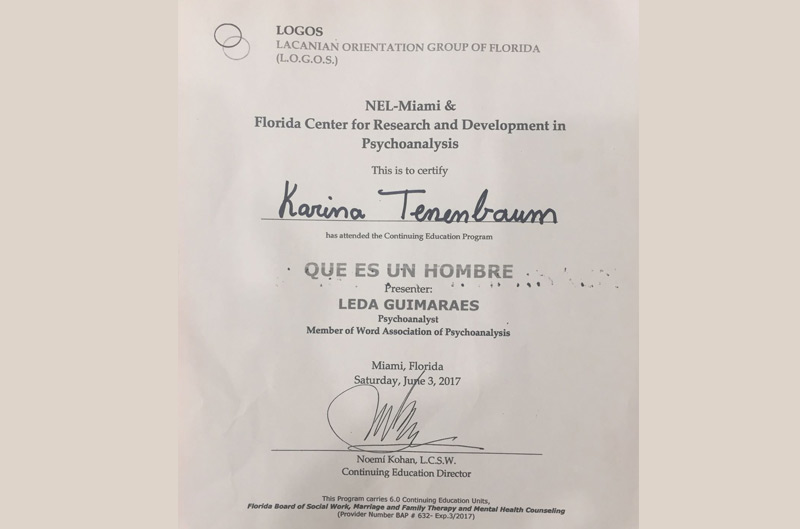 LOGOS
LACANIAN ORIENTATION GROUP OF FLORIDA
(L.O.G.O.S.)
NEL-Miami &
Florida Center for Research and Development in
Psychoanalysis
This is to certify
Karina Tenenbaum
has attended the Continuing Education Program
QUE ES UN HOMBRE
Presenter:
LEDA GUIMARAES
Psychoanalyst
Member of Word Association of Psychoanalysis
Miami, Florida
Saturday, June 3, 2017
Noemí Kohan, L.C.S.W.
Continuing Education Director
This Program carries 6.0 Continuing Education Units,
Florida Board of Social Work, Marriage and Family Therapy and Mental Health Counseling
(Provider Number BAP # 632- Exp.3/2017)